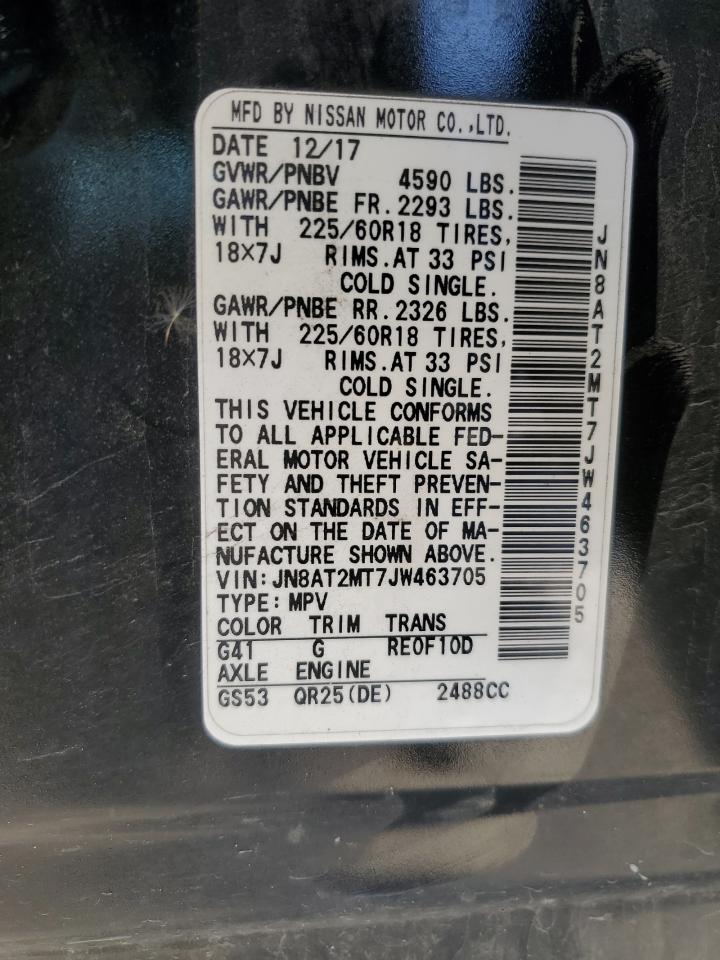 MFD BY NISSAN MOTOR CO.,LTD.
DATE 12/17
GVWR/PNBV 4590 LBS.
GAWR/PNBE FR. 2293 LBS.
WITH 225/60R18 TIRES,
18×7J RIMS.AT 33 PSI
COLD SINGLE.
GAWR/PNBE RR. 2326 LBS.
WITH 225/60R18 TIRES,
18×7J RIMS.AT 33 PSI
COLD SINGLE.
THIS VEHICLE CONFORMS
TO ALL APPLICABLE FED-
ERAL MOTOR VEHICLE SA-
FETY AND THEFT PREVEN-
TION STANDARDS IN EFF-
ECT ON THE DATE OF MA-
NUFACTURE SHOWN ABOVE.
VIN:JN8AT2MT7JW463705
TYPE:MPV
COLOR TRIM TRANS
G41 G RE0F10D
AXLE ENGINE
GS53 QR25(DE) 2488CC
JN8AT2MT7JW463705